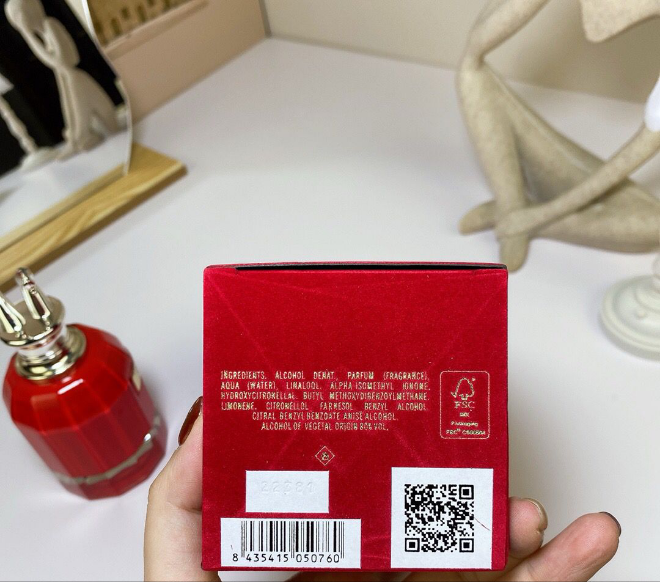 INGREDIENTS. ALCOHOL DENAT., PARFUM (FRAGRANCE),
AQUA (WATER), LINALOOL, ALPHA-ISOMETHYL IONONE,
HYDROXYCITRONELLAL, BUTYL METHOXYDIBENZOYLMETHANE,
LIMONENE, CITRONELLOL, FARNESOL, BENZYL ALCOHOL,
CITRAL, BENZYL BENZOATE, ANISE ALCOHOL.
ALCOHOL OF VEGETAL ORIGIN 80% VOL.
FSC
MIX
8 435415 050760